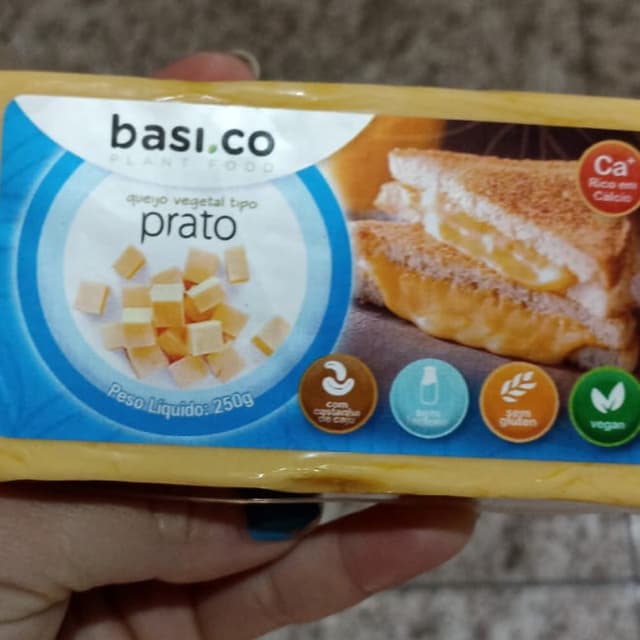 basi.co
PLANT FOOD
queijo vegetal tipo
prato
Peso Líquido: 250g
Ca+
Rico em
Cálcio
com
castanha
de caju
sem
glúten
vegan